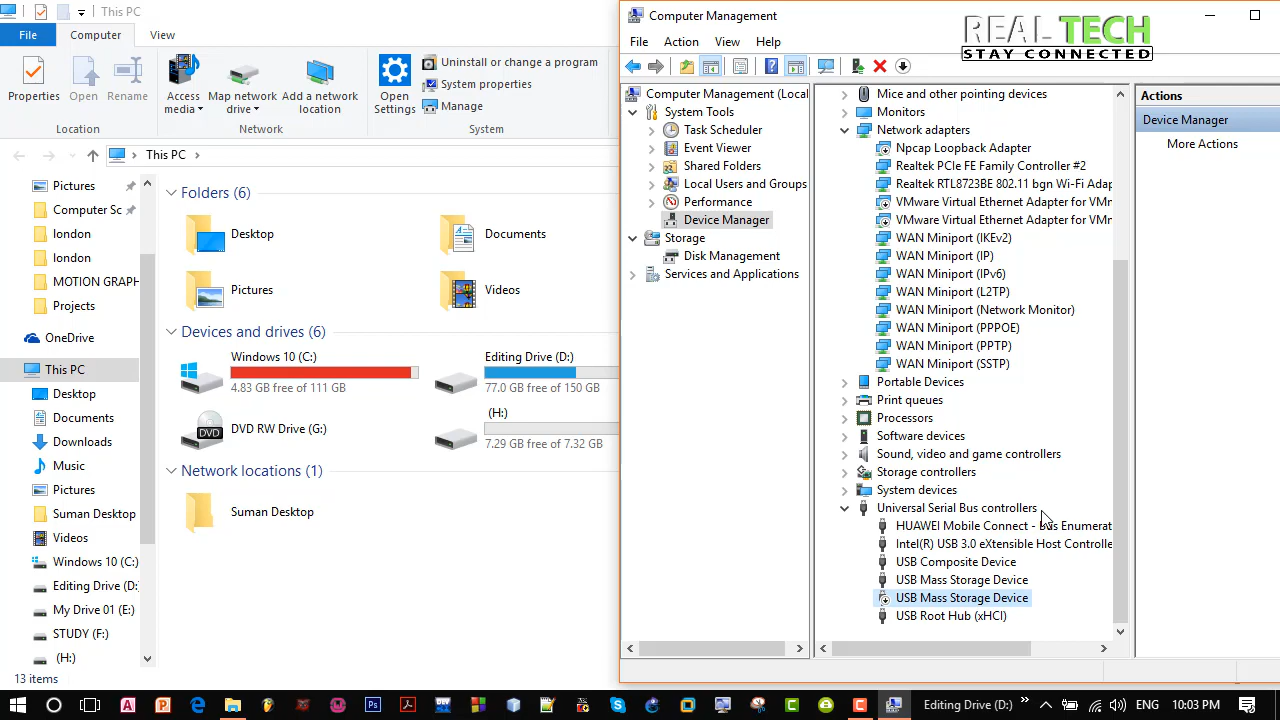 This PC
File
Computer
View
Properties
Open
Rename
Access media
Map network drive
Add a network location
Open Settings
Uninstall or change a program
System properties
Manage
Location
Network
System
This PC
Pictures
Computer Sc
london
london
MOTION GRAPH
Projects
OneDrive
This PC
Desktop
Documents
Downloads
Music
Pictures
Suman Desktop
Videos
Windows 10 (C:)
Editing Drive (D:
My Drive 01 (E:)
STUDY (F:)
(H:)
13 items
Folders (6)
Desktop
Documents
Pictures
Videos
Devices and drives (6)
Windows 10 (C:)
4.83 GB free of 111 GB
Editing Drive (D:)
77.0 GB free of 150 GB
DVD
DVD RW Drive (G:)
(H:)
7.29 GB free of 7.32 GB
Network locations (1)
Suman Desktop
Computer Management
REAL TECH
STAY CONNECTED
File
Action
View
Help
Computer Management (Local
System Tools
Task Scheduler
Event Viewer
Shared Folders
Local Users and Groups
Performance
Device Manager
Storage
Disk Management
Services and Applications
Mice and other pointing devices
Monitors
Network adapters
Npcap Loopback Adapter
Realtek PCIe FE Family Controller #2
Realtek RTL8723BE 802.11 bgn Wi-Fi Adap
VMware Virtual Ethernet Adapter for VMn
VMware Virtual Ethernet Adapter for VMn
WAN Miniport (IKEv2)
WAN Miniport (IP)
WAN Miniport (IPv6)
WAN Miniport (L2TP)
WAN Miniport (Network Monitor)
WAN Miniport (PPPOE)
WAN Miniport (PPTP)
WAN Miniport (SSTP)
Portable Devices
Print queues
Processors
Software devices
Sound, video and game controllers
Storage controllers
System devices
Universal Serial Bus controllers
HUAWEI Mobile Connect - Bus Enumerat
Intel(R) USB 3.0 eXtensible Host Controlle
USB Composite Device
USB Mass Storage Device
USB Mass Storage Device
USB Root Hub (xHCI)
Actions
Device Manager
More Actions
Editing Drive (D:)
ENG
10:03 PM